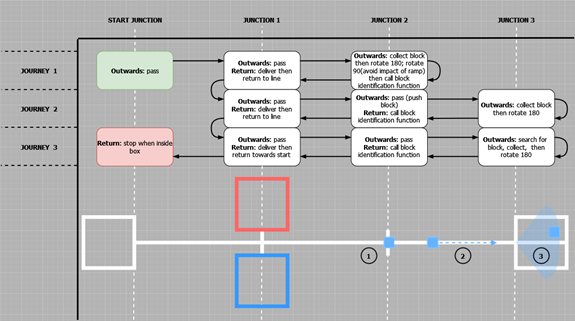 START JUNCTION
JUNCTION 1
JUNCTION 2
JUNCTION 3
JOURNEY 1
Outwards: pass
Outwards: pass
Return: deliver then
return to line
Outwards: collect block
then rotate 180; rotate
90(avoid impact of ramp)
then call block
identification function
JOURNEY 2
Outwards: pass
Return: deliver then
return to line
Outwards: pass (push
block)
Return: call block
identification function
Outwards: collect block
then rotate 180
JOURNEY 3
Return: stop when inside
box
Outwards: pass
Return: deliver then
return towards start
Outwards: pass
Return: call block
identification function
Outwards: search for
block, collect, then
rotate 180
1
2
3